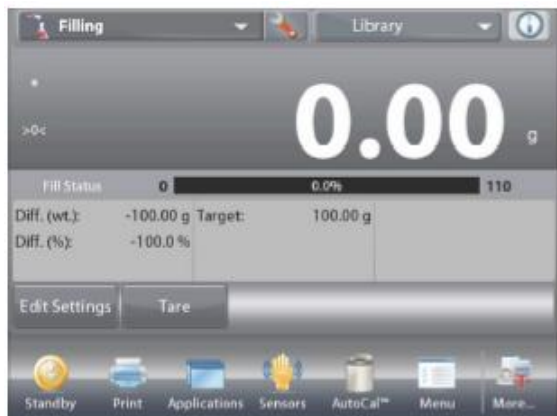 Filling Library
*
>0< 0.00 g
Fill Status 0 0.0% 110
Diff. (wt.): -100.00 g Target: 100.00 g
Diff. (%): -100.0 %
Edit Settings Tare
Standby Print Applications Sensors AutoCal™ Menu More...